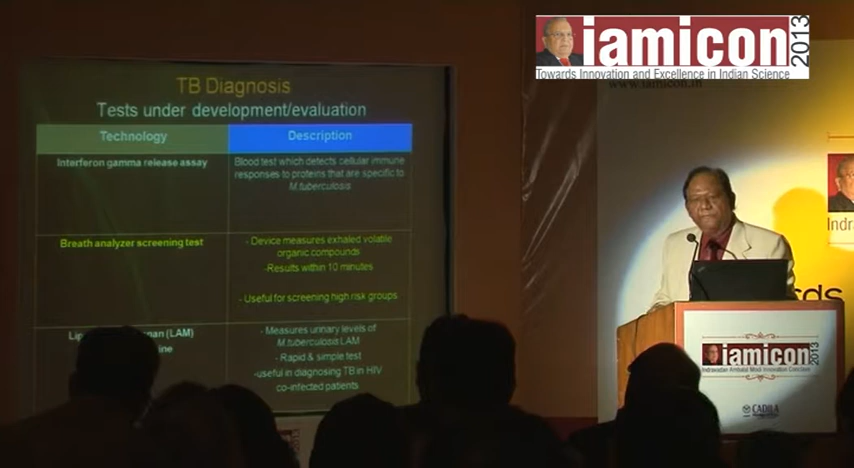 iamicon 2013
Towards Innovation and Excellence in Indian Science
www.iamicon.in
TB Diagnosis
Tests under development/evaluation
Technology
Description
Interferon gamma release assay
Blood test which detects cellular immune
responses to proteins that are specific to
M.tuberculosis
Breath analyzer screening test
- Device measures exhaled volatile
organic compounds
-Results within 10 minutes
- Useful for screening high risk groups
(LAM)
- Measures urinary levels of
M.tuberculosis LAM
- Rapid & simple test
-useful in diagnosing TB in HIV
co-infected patients
iamicon 2013
Indravadan Ambalal Modi Innovation Conclave
CADILA